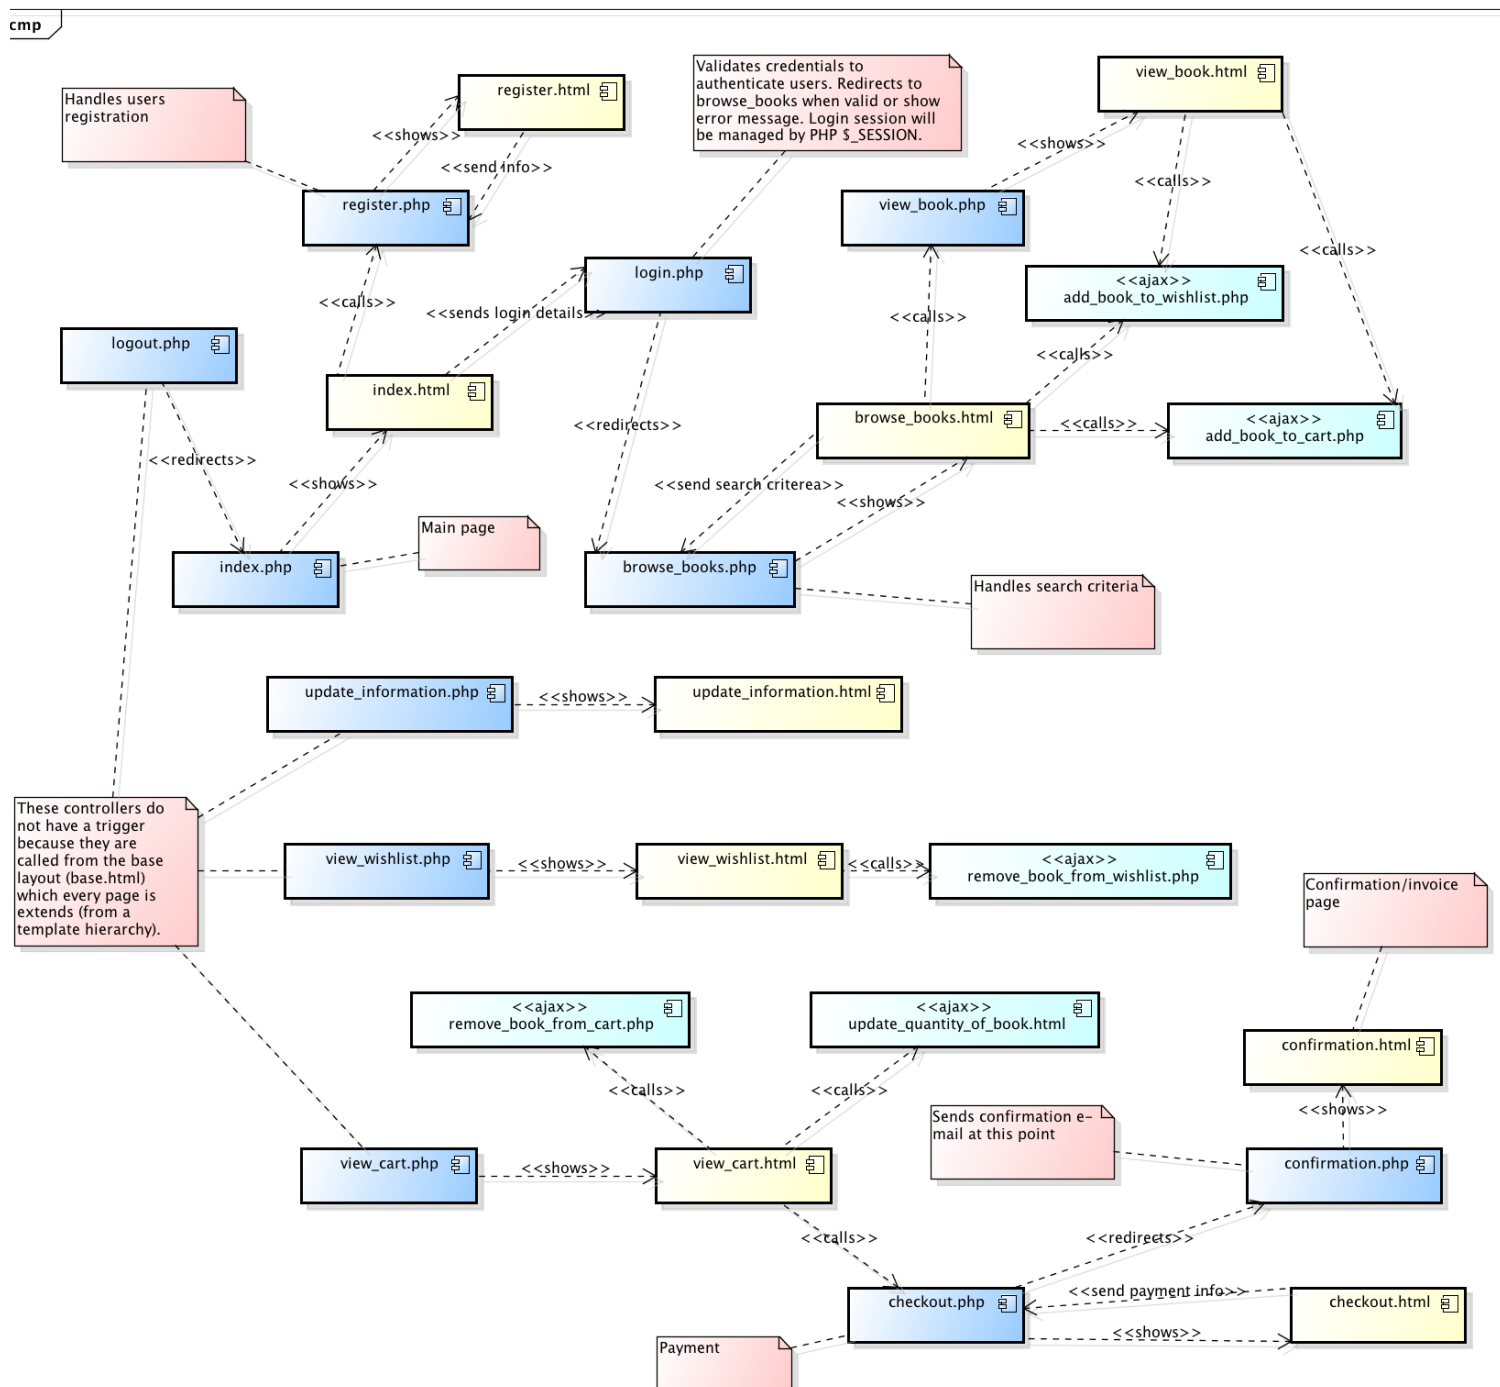 cmp
Handles users
registration
register.html
Validates credentials to
authenticate users. Redirects to
browse_books when valid or show
error message. Login session will
be managed by PHP $_SESSION.
view_book.html
<<shows>>
<<send info>>
<<shows>>
<<calls>>
register.php
view_book.php
<<calls>>
login.php
<<ajax>>
add_book_to_wishlist.php
<<calls>>
<<sends login details>>
<<calls>>
logout.php
<<calls>>
index.html
browse_books.html
<<calls>>
<<ajax>>
add_book_to_cart.php
<<redirects>>
<<redirects>>
<<shows>>
<<send search criterea>>
<<shows>>
Main page
index.php
browse_books.php
Handles search criteria
update_information.php
<<shows>>
update_information.html
These controllers do
not have a trigger
because they are
called from the base
layout (base.html)
which every page is
extends (from a
template hierarchy).
view_wishlist.php
<<shows>>
view_wishlist.html
<<calls>>
<<ajax>>
remove_book_from_wishlist.php
Confirmation/invoice
page
<<ajax>>
remove_book_from_cart.php
<<ajax>>
update_quantity_of_book.html
confirmation.html
<<calls>>
<<calls>>
<<shows>>
Sends confirmation e-
mail at this point
view_cart.php
<<shows>>
view_cart.html
confirmation.php
<<calls>>
<<redirects>>
checkout.php
<<send payment info>>
checkout.html
<<shows>>
Payment